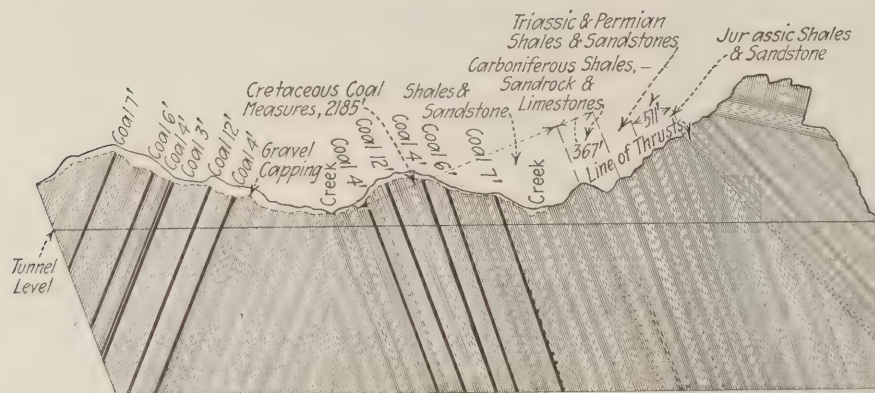 Triassic & Permian
Shales & Sandstones
Jurassic Shales
& Sandstone
Carboniferous Shales,
Sandrock &
Limestones
Cretaceous Coal
Measures, 2185'
Shales &
Sandstone
Coal 7'
Coal 6'
Coal 4'
Coal 3'
Coal 12'
Coal 4'
Gravel
Capping
Creek
Coal 4'
Coal 12'
Coal 4'
Coal 6'
Coal 7'
Creek
367'
511'
Line of Thrusts
Tunnel
Level